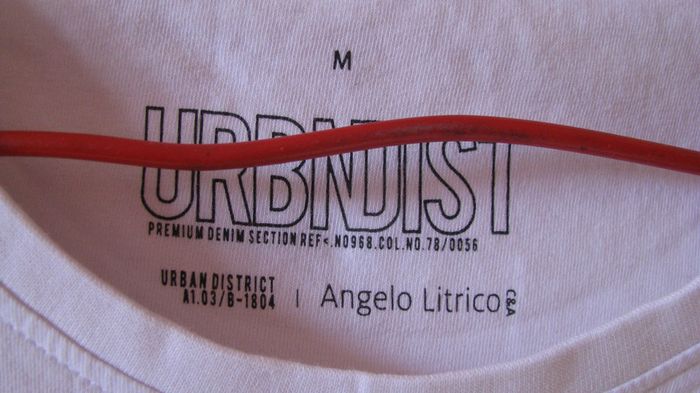 M
URBNDIST
PREMIUM DENIM SECTION REF<.NO968.COL.NO.78/0056
URBAN DISTRICT
A1.03/B-1804 | Angelo Litrico C&A